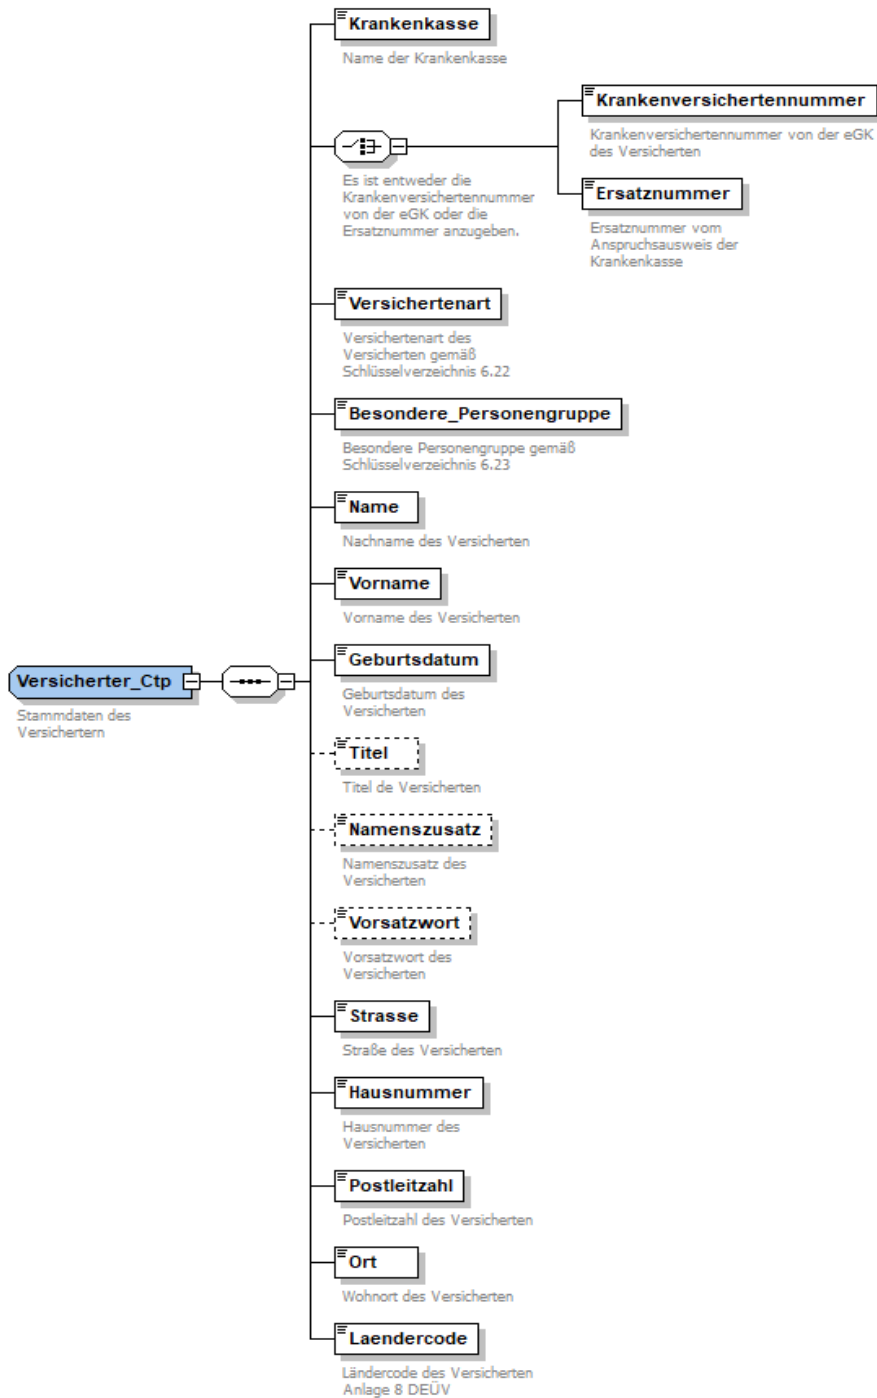 Krankenkasse
Name der Krankenkasse
Krankenversichertennummer
Krankenversichertennummer von der eGK
des Versicherten
Es ist entweder die
Krankenversichertennummer
von der eGK oder die
Ersatznummer anzugeben.
Ersatznummer
Ersatznummer vom
Anspruchsausweis der
Krankenkasse
Versichertenart
Versichertenart des
Versicherten gemäß
Schlüsselverzeichnis 6.22
Besondere_Personengruppe
Besondere Personengruppe gemäß
Schlüsselverzeichnis 6.23
Name
Nachname des Versicherten
Vorname
Vorname des Versicherten
Versicherter_Ctp
Stammdaten des
Versichertern
Geburtsdatum
Geburtsdatum des
Versicherten
Titel
Titel de Versicherten
Namenszusatz
Namenszusatz des
Versicherten
Vorsatzwort
Vorsatzwort des
Versicherten
Strasse
Straße des Versicherten
Hausnummer
Hausnummer des
Versicherten
Postleitzahl
Postleitzahl des Versicherten
Ort
Wohnort des Versicherten
Laendercode
Ländercode des Versicherten
Anlage 8 DEÜV